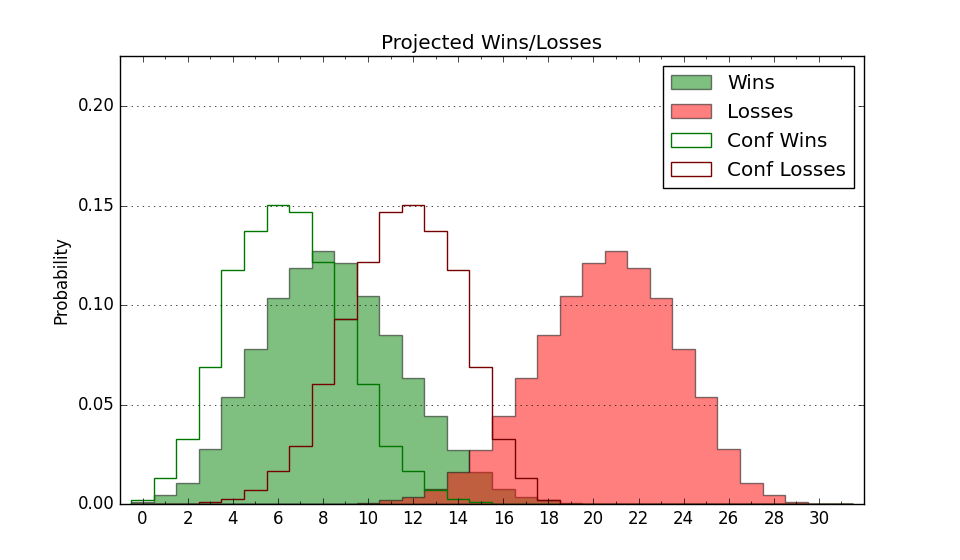 Projected Wins/Losses
Wins
Losses
Conf Wins
Conf Losses
Probability
0.20
0.15
0.10
0.05
0.00
0 2 4 6 8 10 12 14 16 18 20 22 24 26 28 30